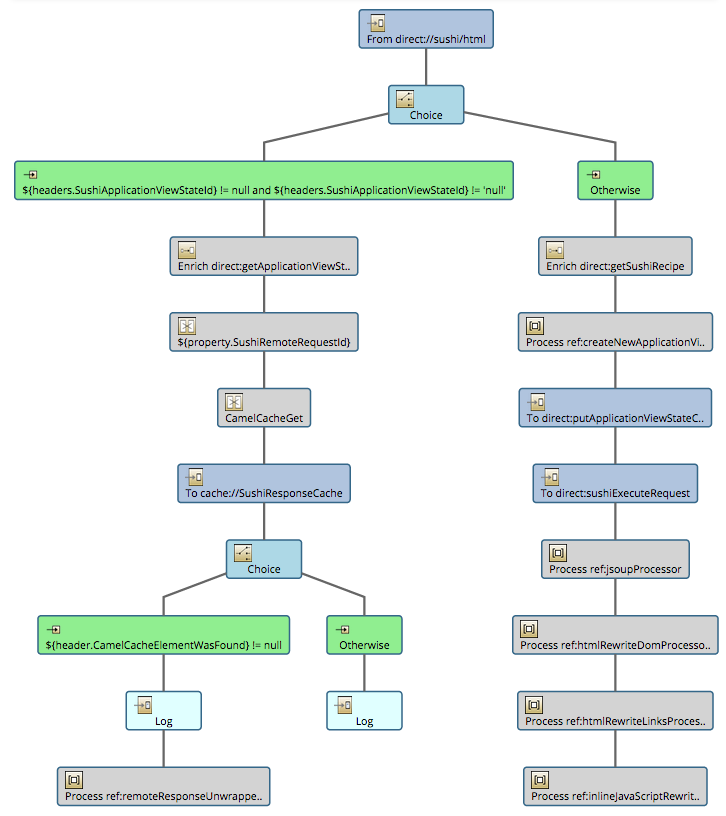 From direct://sushi/html
Choice
${headers.SushiApplicationViewStateId} != null and ${headers.SushiApplicationViewStateId} != 'null'
Otherwise
Enrich direct:getApplicationViewSt..
Enrich direct:getSushiRecipe
${property.SushiRemoteRequestId}
Process ref:createNewApplicationVi..
CamelCacheGet
To direct:putApplicationViewStateC..
To cache://SushiResponseCache
To direct:sushiExecuteRequest
Choice
Process ref:jsoupProcessor
${header.CamelCacheElementWasFound} != null
Otherwise
Process ref:htmlRewriteDomProcesso..
Log
Log
Process ref:htmlRewriteLinksProces..
Process ref:remoteResponseUnwrappe..
Process ref:inlineJavaScriptRewrit..